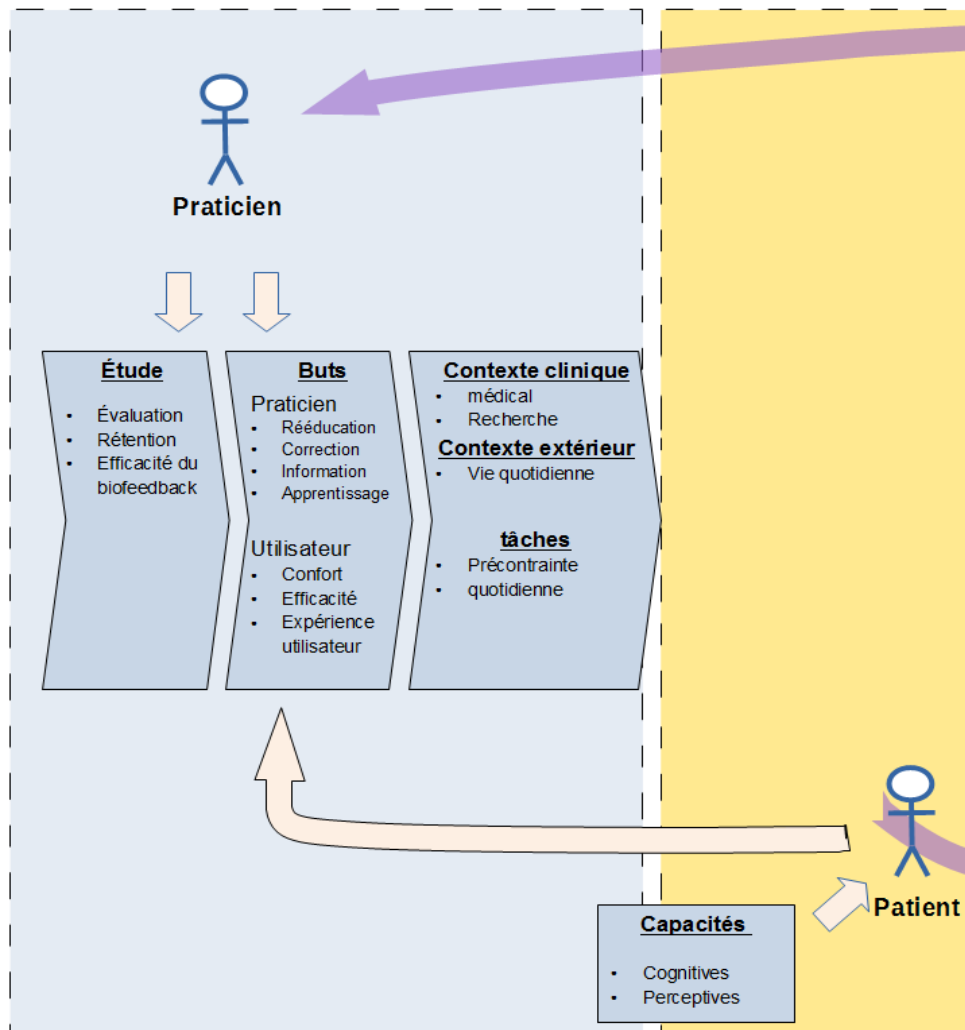 Praticien
Étude
• Évaluation
• Rétention
• Efficacité du
biofeedback
Buts
Praticien
• Rééducation
• Correction
• Information
• Apprentissage
Utilisateur
• Confort
• Efficacité
• Expérience
utilisateur
Contexte clinique
• médical
• Recherche
Contexte extérieur
• Vie quotidienne
tâches
• Précontrainte
• quotidienne
Patient
Capacités
• Cognitives
• Perceptives